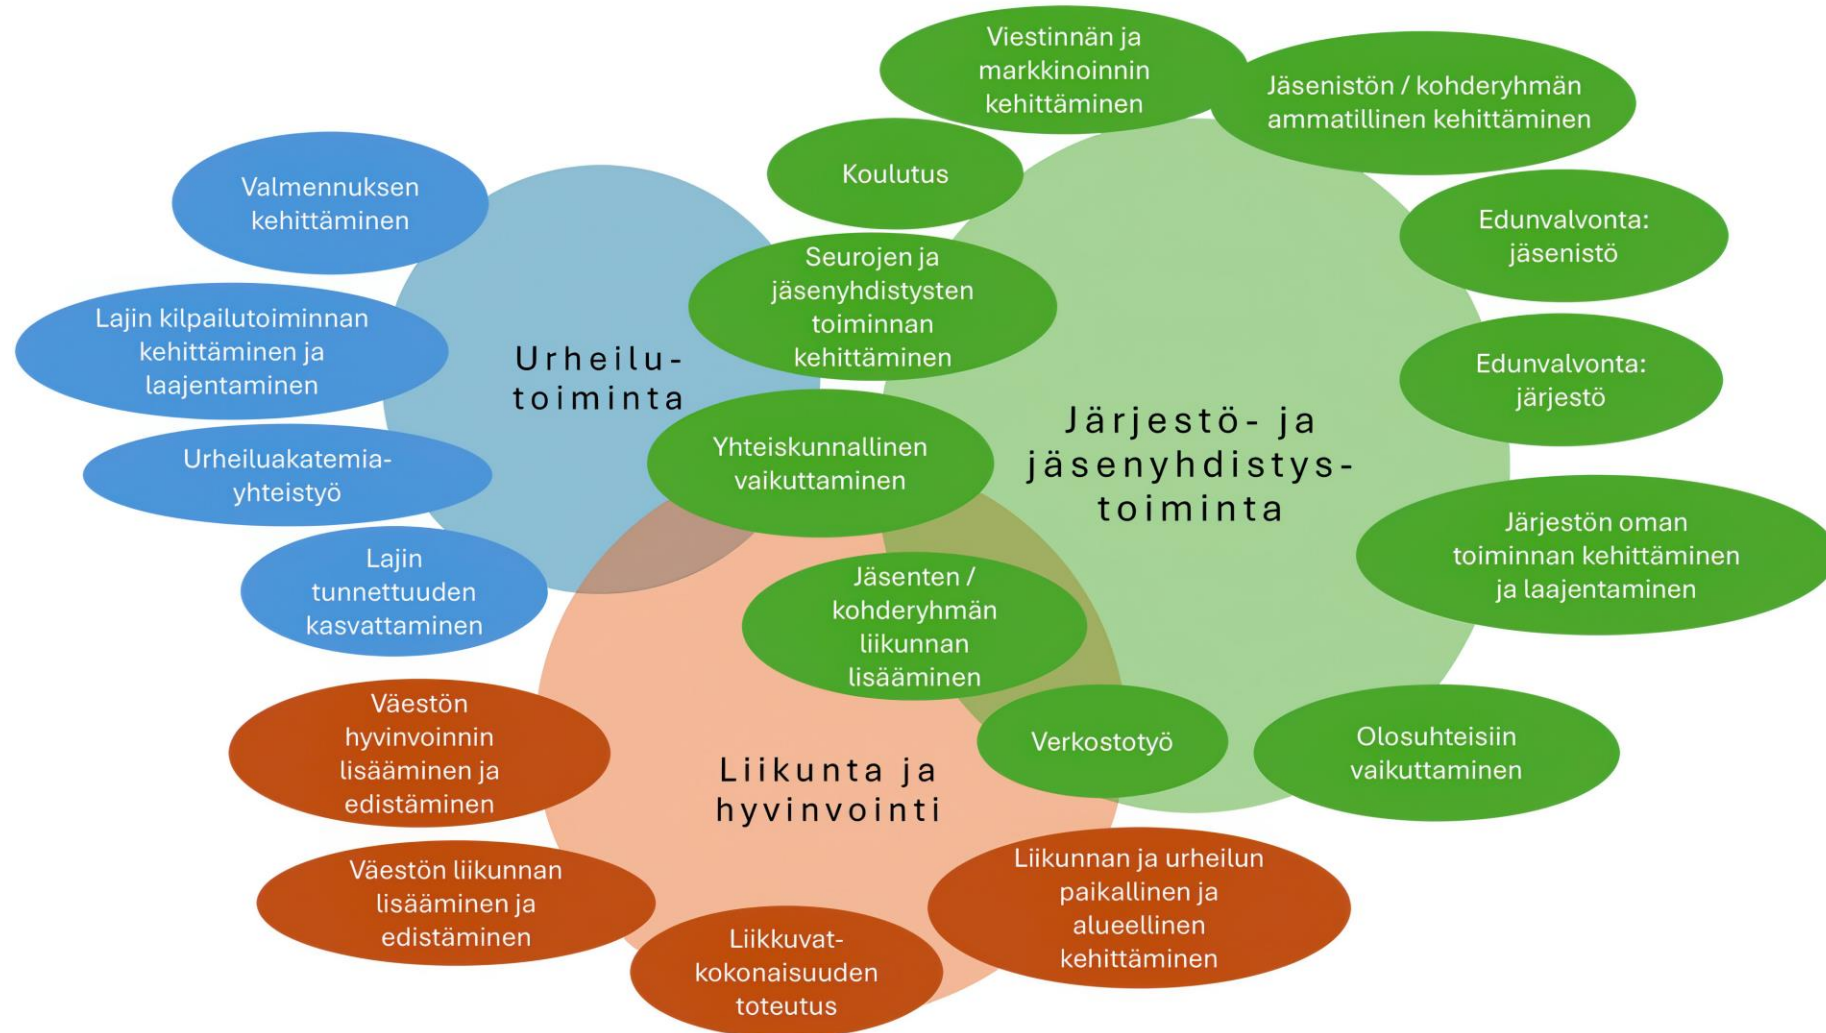 Viestinnän ja
markkinoinnin
kehittäminen
Jäsenistön / kohderyhmän
ammatillinen kehittäminen
Koulutus
Valmennuksen
kehittäminen
Edunvalvonta:
jäsenistö
Seurojen ja
jäsenyhdistysten
toiminnan
kehittäminen
Lajin kilpailutoiminnan
kehittäminen ja
laajentaminen
Urheilu-
toiminta
Edunvalvonta:
järjestö
Järjestö- ja
jäsenyhdistys-
toiminta
Yhteiskunnallinen
vaikuttaminen
Urheiluakatemia-
yhteistyö
Järjestön oman
toiminnan kehittäminen
ja laajentaminen
Lajin
tunnettuuden
kasvattaminen
Jäsenten /
kohderyhmän
liikunnan
lisääminen
Väestön
hyvinvoinnin
lisääminen ja
edistäminen
Verkostotyö
Olosuhteisiin
vaikuttaminen
Liikunta ja
hyvinvointi
Väestön liikunnan
lisääminen ja
edistäminen
Liikunnan ja urheilun
paikallinen ja
alueellinen
kehittäminen
Liikkuvat-
kokonaisuuden
toteutus